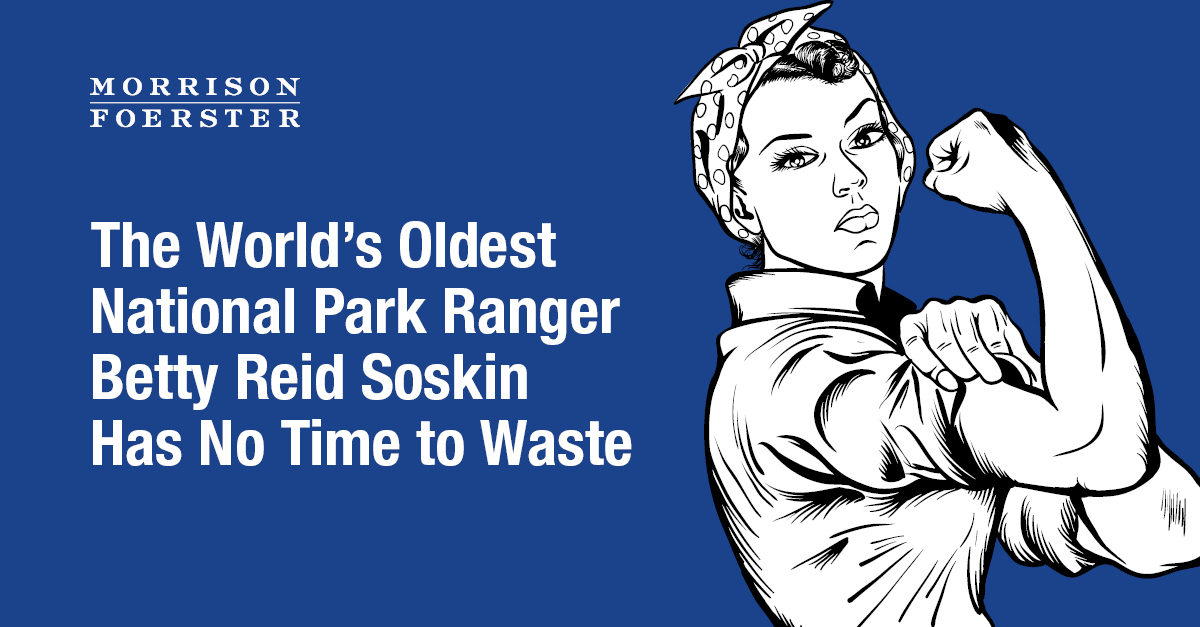 MORRISON
FOERSTER
The World’s Oldest
National Park Ranger
Betty Reid Soskin
Has No Time to Waste